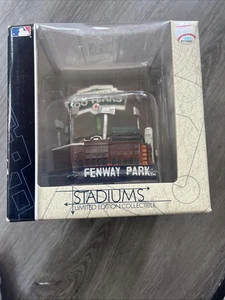 FENWAY PARK
STADIUMS
LIMITED EDITION COLLECTIBLE